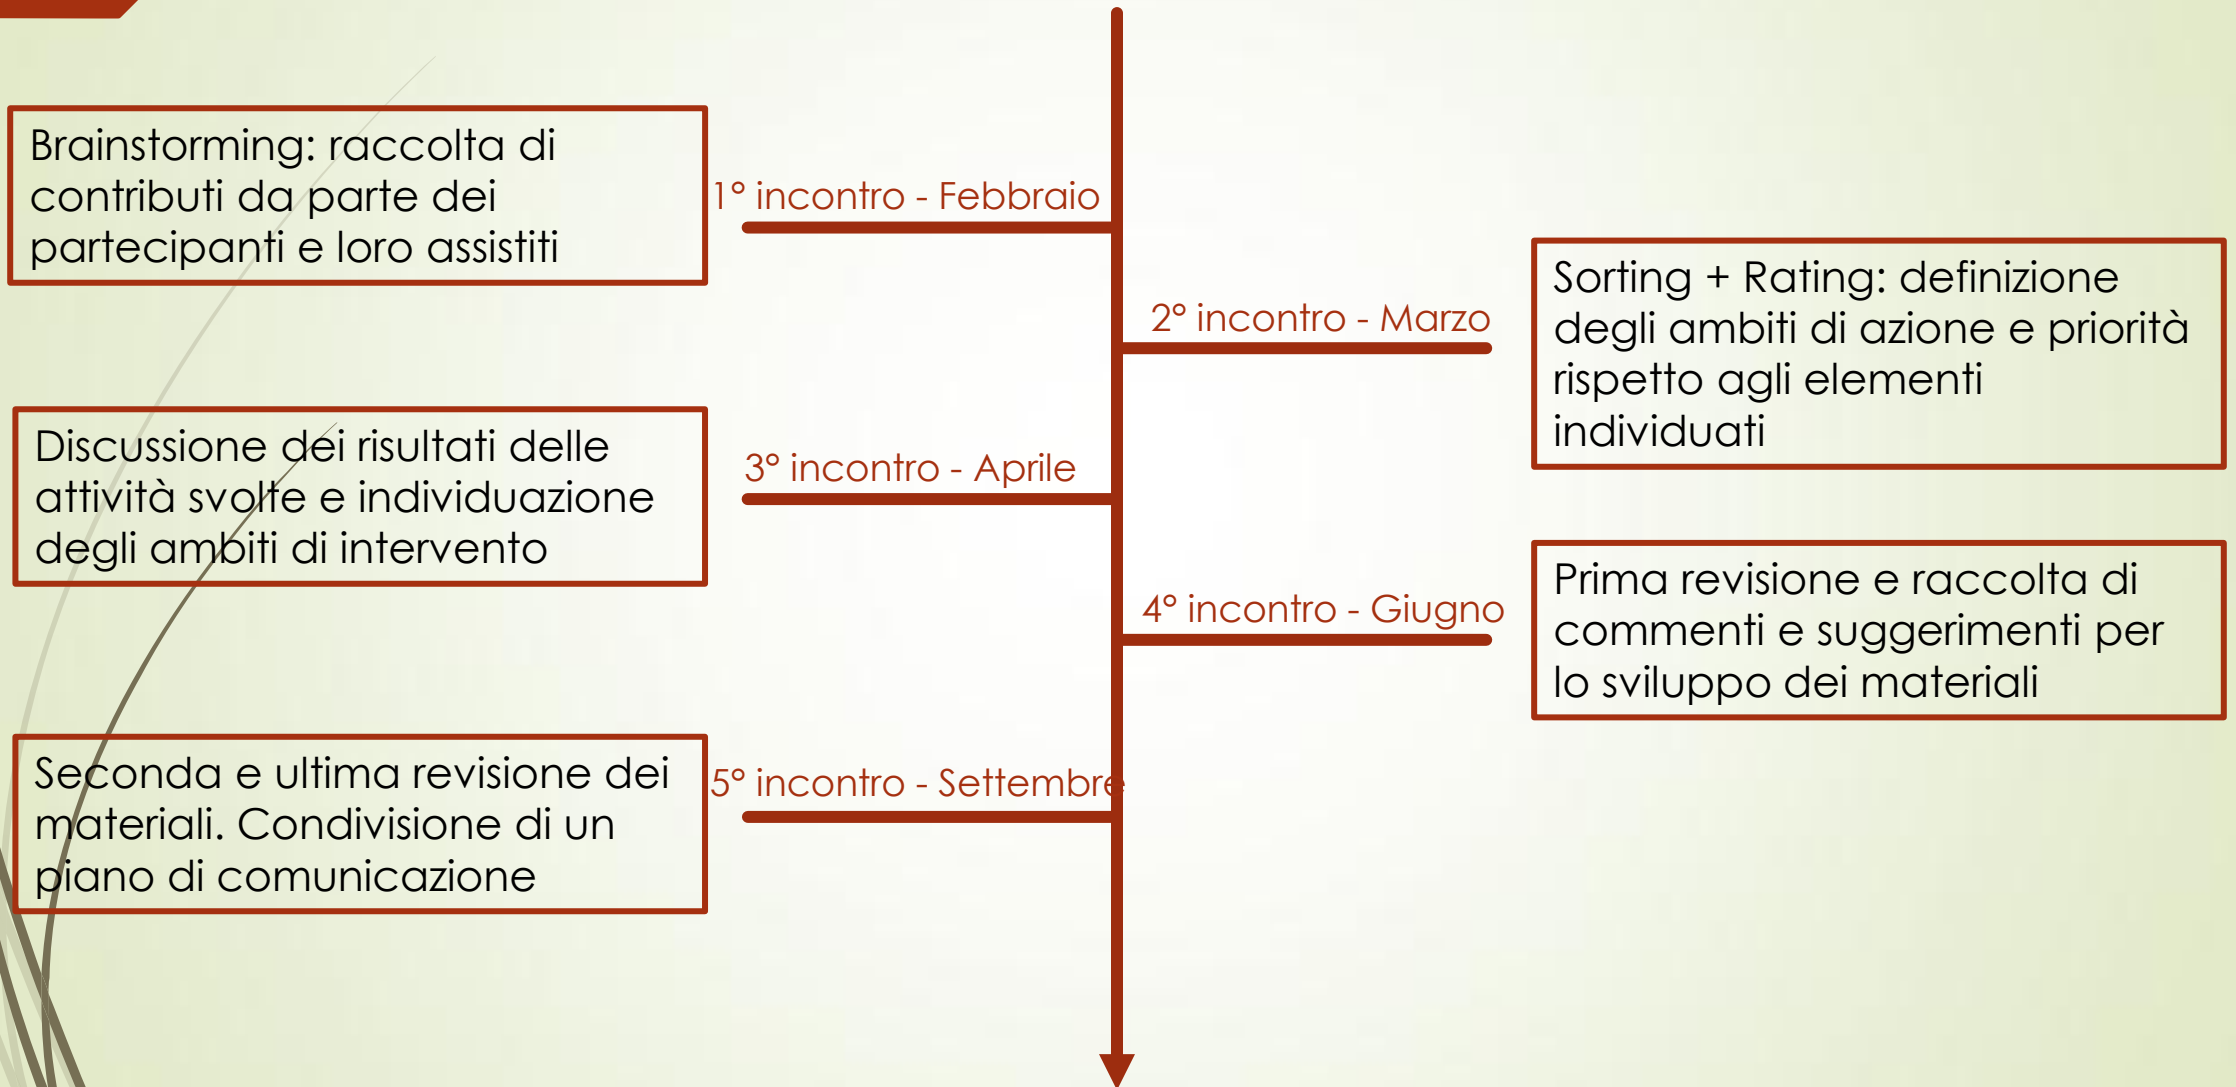 Brainstorming: raccolta di
contributi da parte dei
partecipanti e loro assistiti
1° incontro - Febbraio
2° incontro - Marzo
Sorting + Rating: definizione
degli ambiti di azione e priorità
rispetto agli elementi
individuati
Discussione dei risultati delle
attività svolte e individuazione
degli ambiti di intervento
3° incontro - Aprile
4° incontro - Giugno
Prima revisione e raccolta di
commenti e suggerimenti per
lo sviluppo dei materiali
Seconda e ultima revisione dei
materiali. Condivisione di un
piano di comunicazione
5° incontro - Settembre